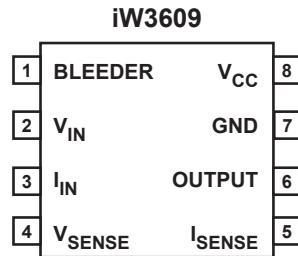 iW3609
1 BLEEDER V_CC 8
2 V_IN GND 7
3 I_IN OUTPUT 6
4 V_SENSE I_SENSE 5